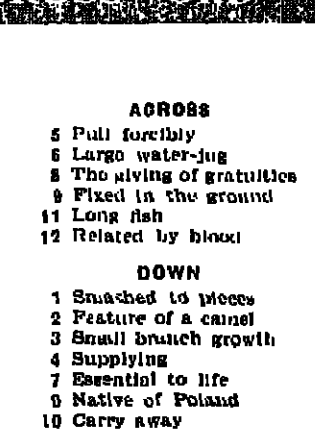 ACROSS
5 Pull forcibly
6 Large water-jug
8 The giving of gratuities
9 Fixed in the ground
11 Long fish
12 Related by blood
DOWN
1 Smashed to pieces
2 Feature of a camel
3 Small branch growth
4 Supplying
7 Essential to life
9 Native of Poland
10 Carry away